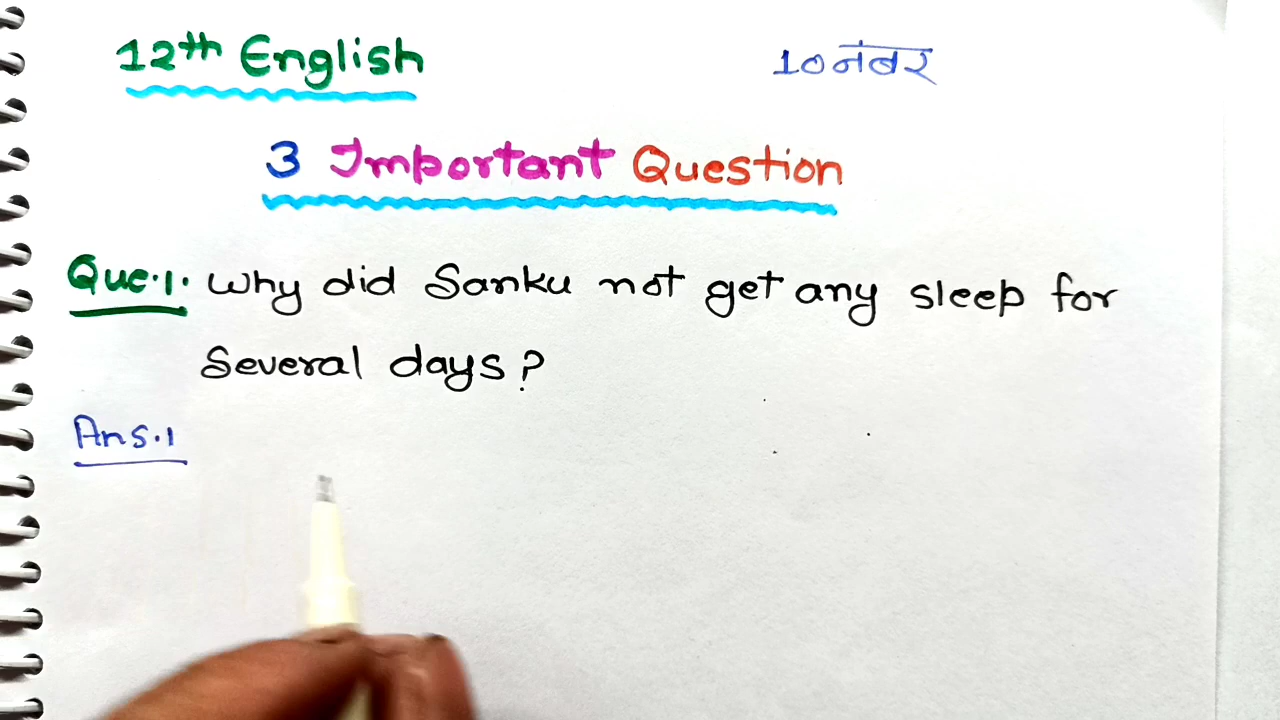 12th English
10 नंबर
3 Important Question
Que.1. Why did Sanku not get any sleep for
Several days?
Ans.1